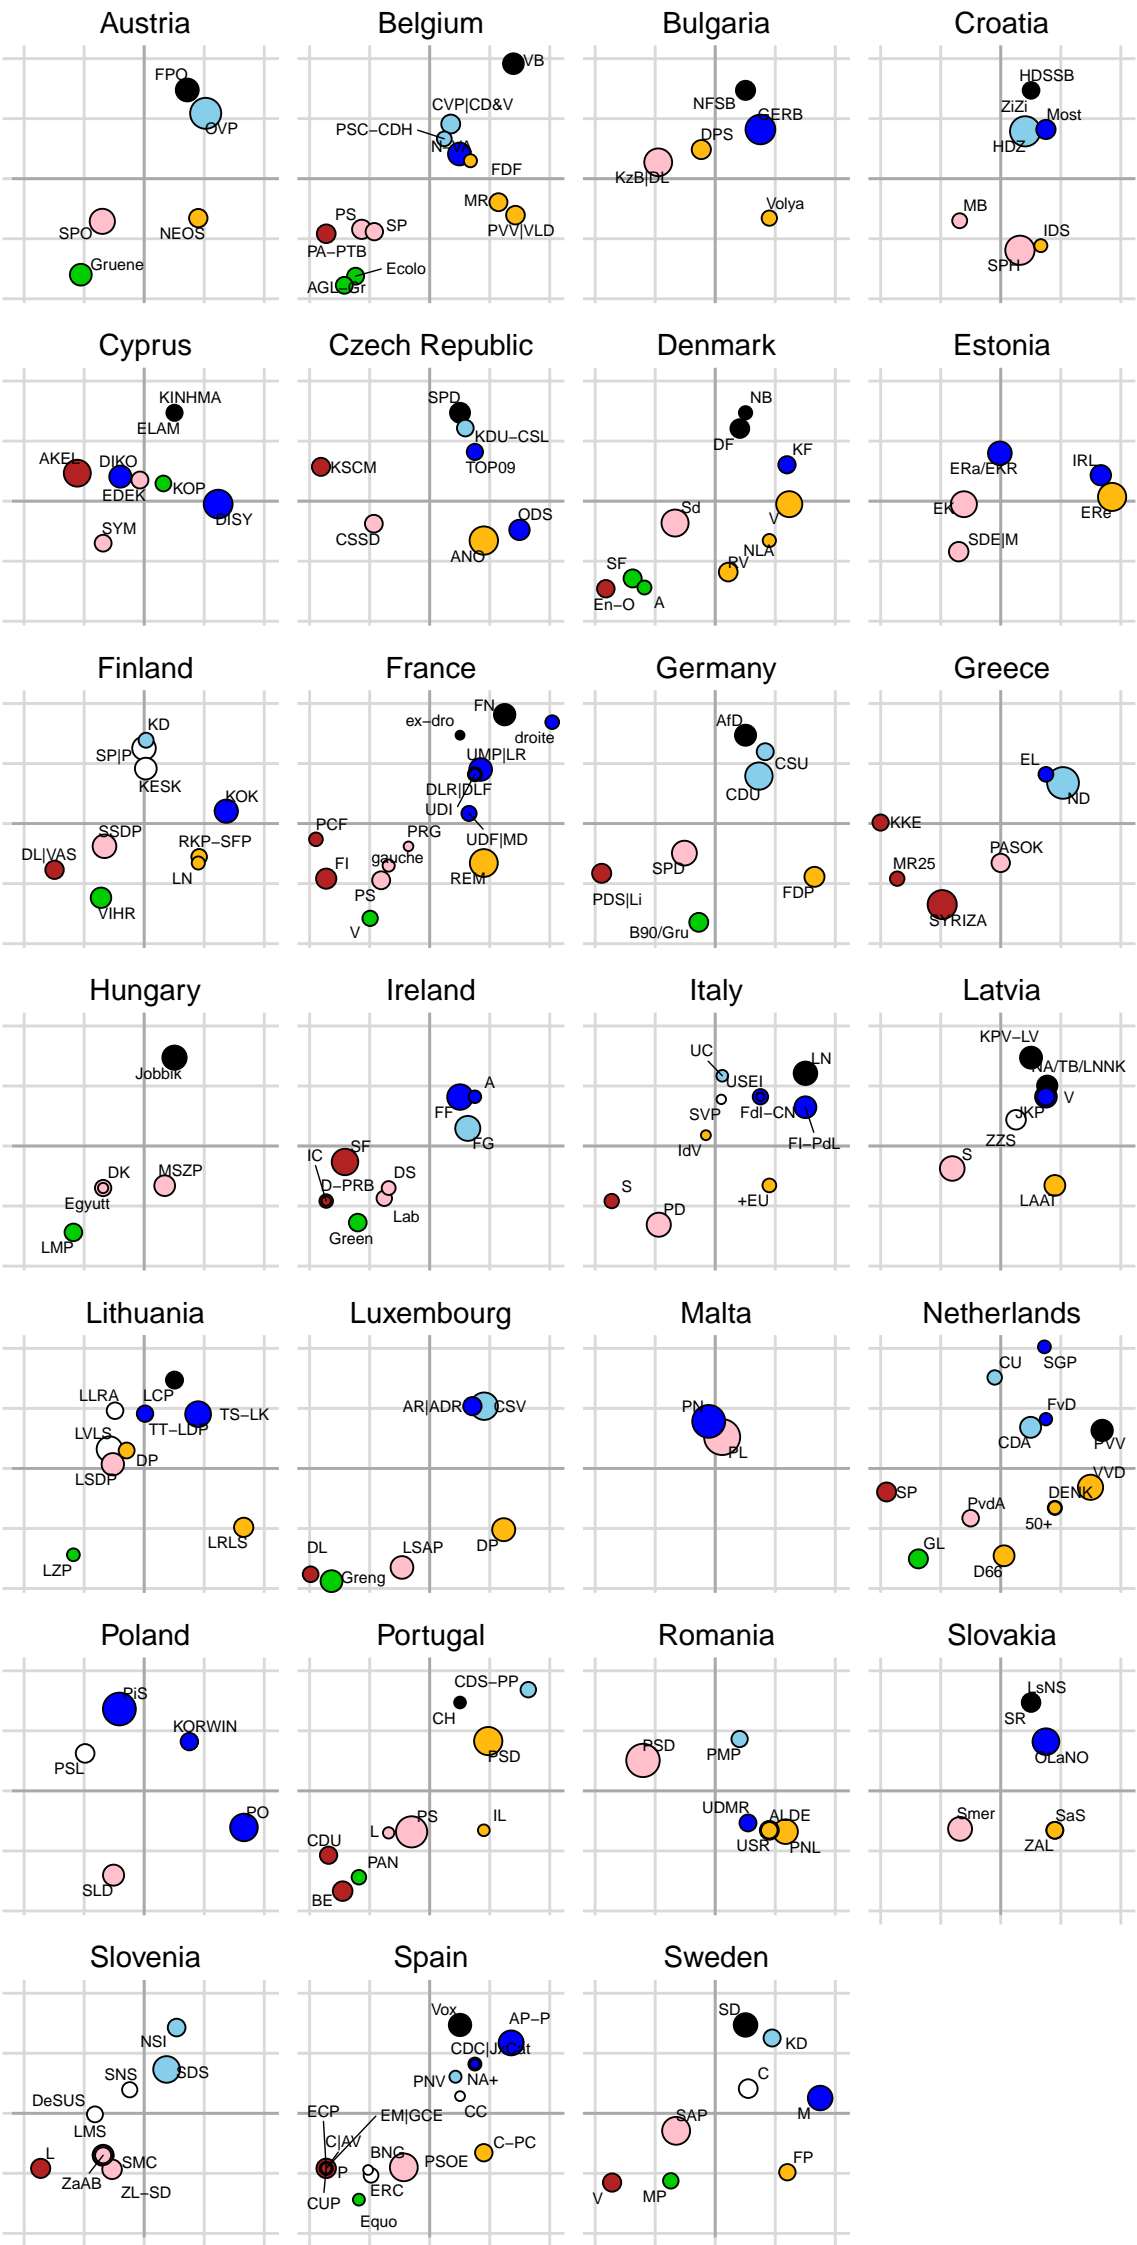 Austria
Belgium
Bulgaria
Croatia
FPO
OVP
SPO
NEOS
Gruene
VB
CVP|CD&V
PSC−CDH
N−VA
FDF
MR
PVV|VLD
PS
SP
PA−PTB
Ecolo
AGL−Gr
NFSB
GERB
DPS
KzB|DL
Volya
HDSSB
ZiZi
Most
HDZ
MB
IDS
SPH
Cyprus
Czech Republic
Denmark
Estonia
KINHMA
ELAM
AKEL
DIKO
EDEK
KOP
DISY
SYM
SPD
KDU−CSL
TOP09
KSCM
ODS
CSSD
ANO
NB
DF
KF
Sd
V
NLA
RV
SF
En−O
A
ERa/EKR
IRL
EK
ERe
SDE|M
Finland
France
Germany
Greece
KD
SP|P
KESK
KOK
SSDP
RKP−SFP
DL|VAS
LN
VIHR
FN
ex−dro
droite
UMP|LR
DLR|DLF
UDI
PCF
PRG
UDF|MD
gauche
FI
REM
PS
V
AfD
CSU
CDU
SPD
PDS|Li
FDP
B90/Gru
EL
ND
KKE
PASOK
MR25
SYRIZA
Hungary
Ireland
Italy
Latvia
Jobbik
DK
MSZP
Egyutt
LMP
A
FF
FG
SF
IC
D−PRB
DS
Lab
Green
UC
LN
USEI
SVP
FdI−CN
FI−PdL
IdV
S
+EU
PD
KPV−LV
NA/TB/LNNK
V
JKP
ZZS
S
LAAT
Lithuania
Luxembourg
Malta
Netherlands
LLRA
LCP
TS−LK
TT−LDP
LVLS
DP
LSDP
LRLS
LZP
AR|ADR
CSV
DP
DL
LSAP
Greng
PN
PL
CU
SGP
FvD
CDA
PVV
VVD
SP
DENK
PvdA
50+
GL
D66
Poland
Portugal
Romania
Slovakia
PiS
KORWIN
PSL
PO
SLD
CDS−PP
CH
PSD
PS
IL
L
CDU
PAN
BE
PSD
PMP
UDMR
ALDE
USR
PNL
LsNS
SR
OLaNO
Smer
SaS
ZAL
Slovenia
Spain
Sweden
NSI
SDS
SNS
DeSUS
LMS
L
SMC
ZaAB
ZL−SD
Vox
AP−P
CDC|JxCat
PNV
NA+
CC
ECP
EM|GCE
C|AV
C−PC
BNG
PSOE
P
ERC
CUP
Equo
SD
KD
C
M
SAP
FP
V
MP